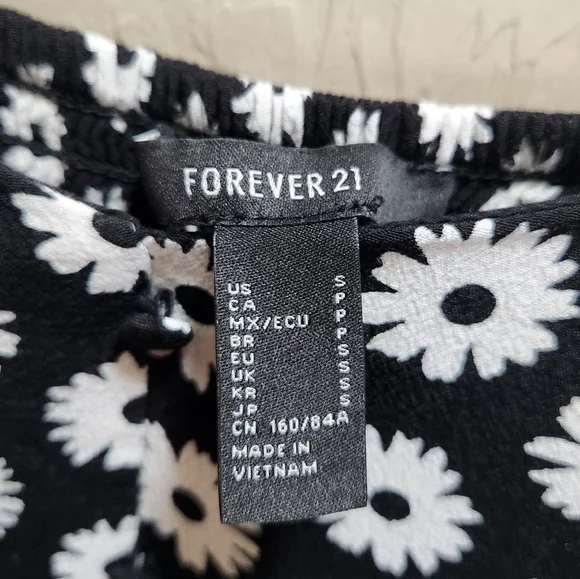 FOREVER 21
US S
CA P
MX/ECU P
BR P
EU S
UK S
KR S
JP S
CN 160/84A
MADE IN
VIETNAM